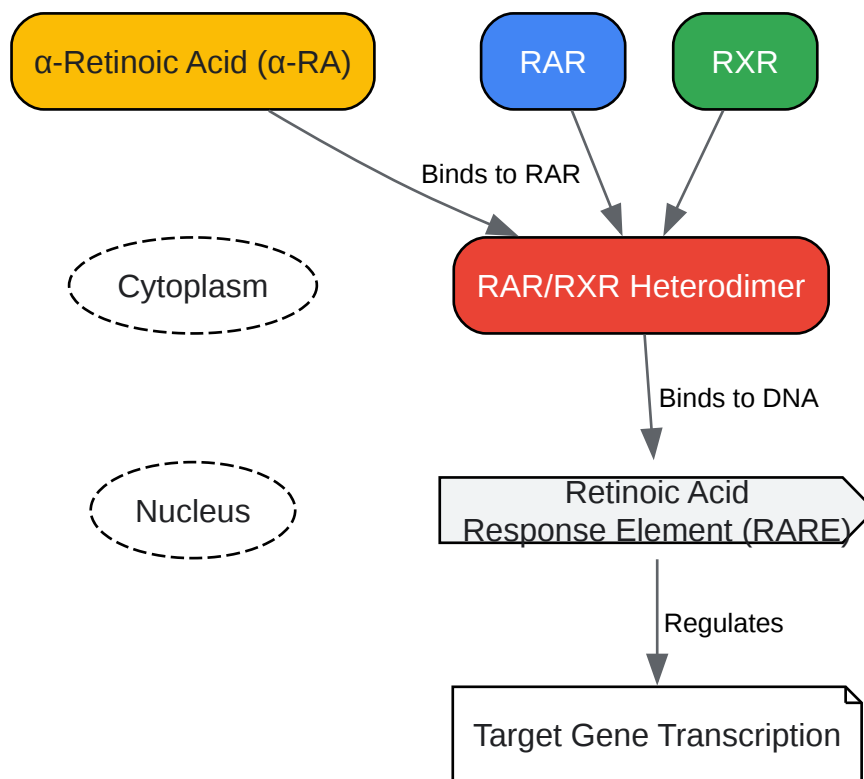 α-Retinoic Acid (α-RA)
RAR
RXR
Binds to RAR
Cytoplasm
RAR/RXR Heterodimer
Binds to DNA
Nucleus
Retinoic Acid
Response Element (RARE)
Regulates
Target Gene Transcription